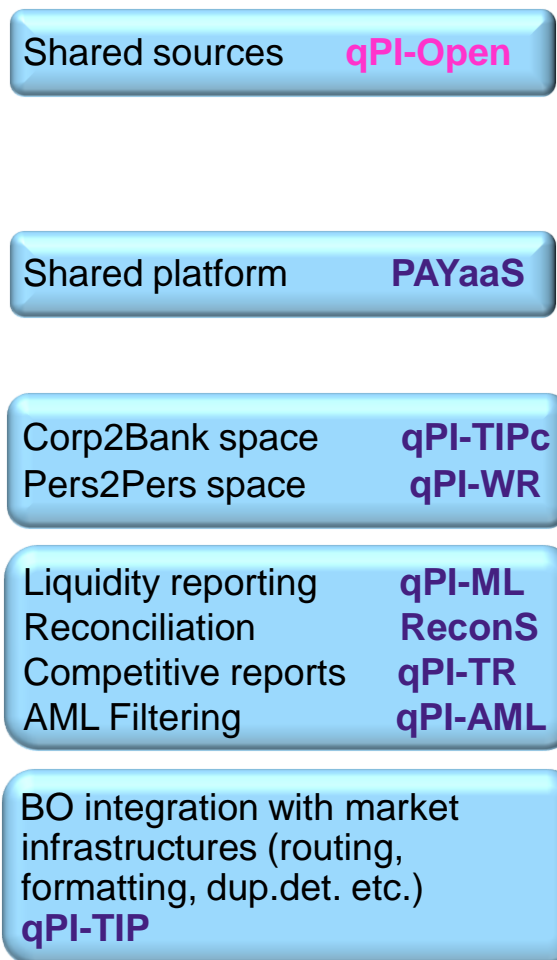 Shared sources qPI-Open
Shared platform PAYaaS
Corp2Bank space qPI-TIPc
Pers2Pers space qPI-WR
Liquidity reporting qPI-ML
Reconciliation ReconS
Competitive reports qPI-TR
AML Filtering qPI-AML
BO integration with market
infrastructures (routing,
formatting, dup.det. etc.)
qPI-TIP